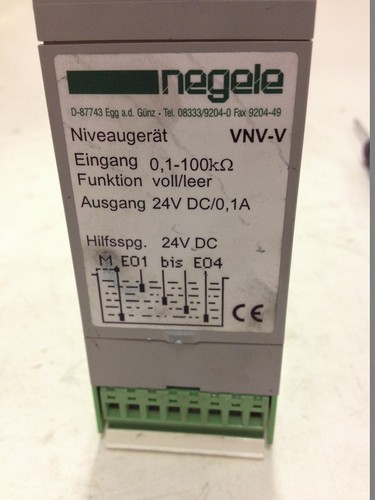 negele
D-87743 Egg a.d. Günz • Tel. 08333/9204-0 Fax 9204-49
Niveaugerät VNV-V
Eingang 0,1-100kΩ
Funktion voll/leer
Ausgang 24V DC/0,1A
Hilfsspg. 24V DC
M E01 bis E04
CE